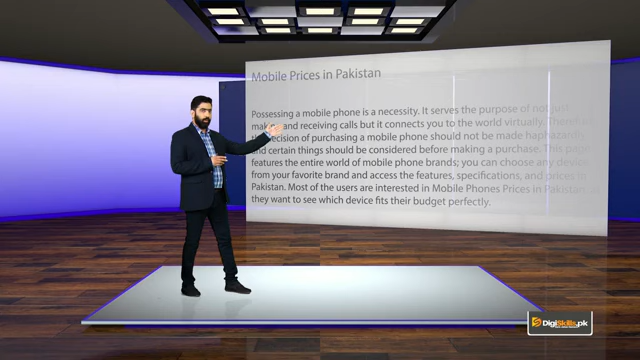 Mobile Prices in Pakistan
Possessing a mobile phone is a necessity. It serves the purpose of not just
and receiving calls but it connects you to the world virtually.
decision of purchasing a mobile phone should not be made haphazardly
and certain things should be considered before making a purchase. This page
features the entire world of mobile phone brands; you can choose any device
from your favorite brand and access the features, specifications, and prices in
Pakistan. Most of the users are interested in Mobile Phones Prices in Pakistan
they want to see which device fits their budget perfectly.
DigiSkills.pk